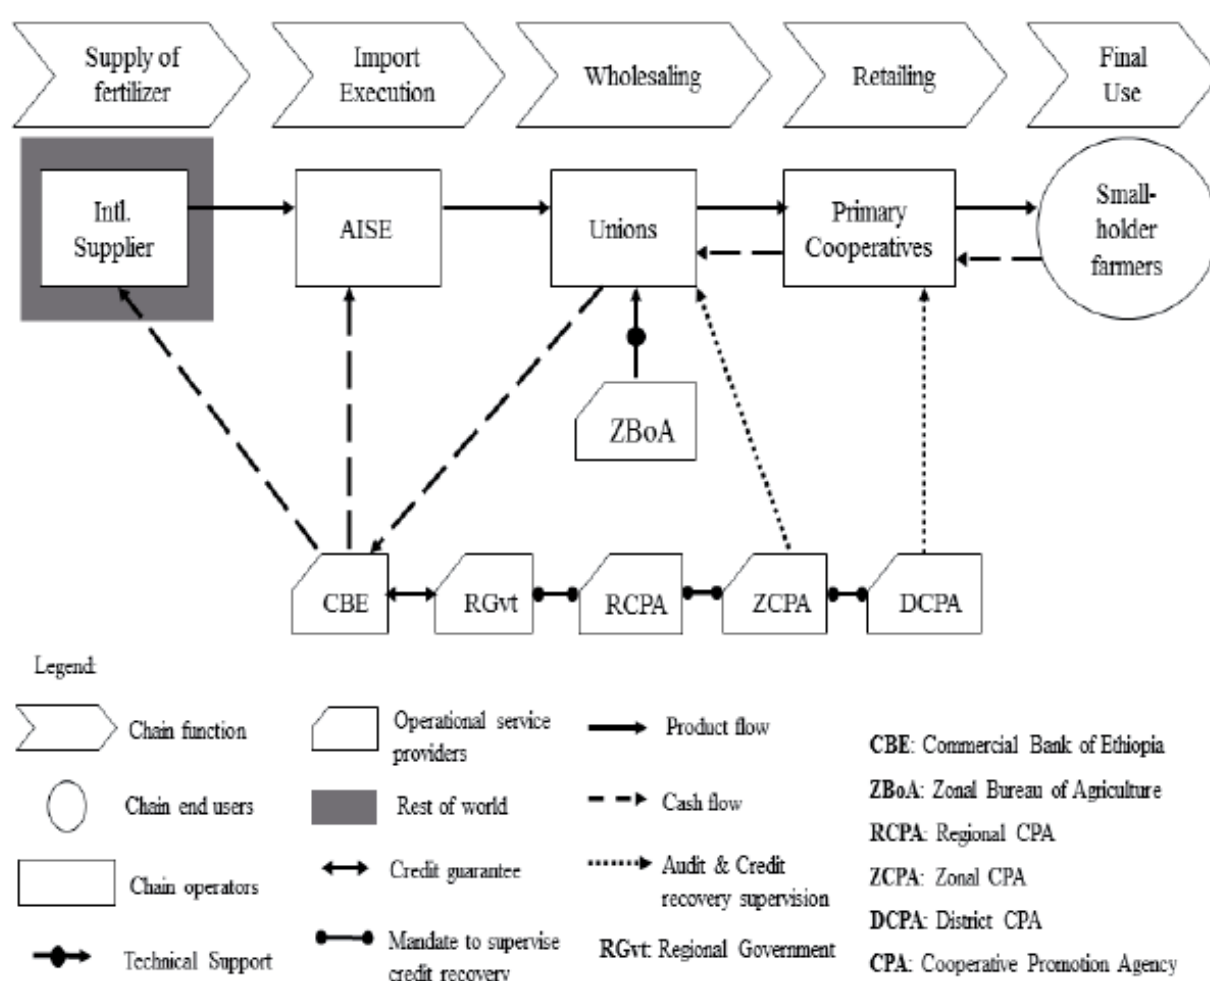 Supply of
fertilizer
Import
Execution
Wholesaling
Retailing
Final
Use
Intl.
Supplier
AISE
Unions
Primary
Cooperatives
Small-
holder
farmers
ZBoA
CBE
RGvt
RCPA
ZCPA
DCPA
Legend:
Chain function
Chain end users
Chain operators
Technical Support
Operational service
providers
Rest of world
Credit guarantee
Mandate to supervise
credit recovery
Product flow
Cash flow
Audit & Credit
recovery supervision
RGvt: Regional Government
CBE: Commercial Bank of Ethiopia
ZBoA: Zonal Bureau of Agriculture
RCPA: Regional CPA
ZCPA: Zonal CPA
DCPA: District CPA
CPA: Cooperative Promotion Agency